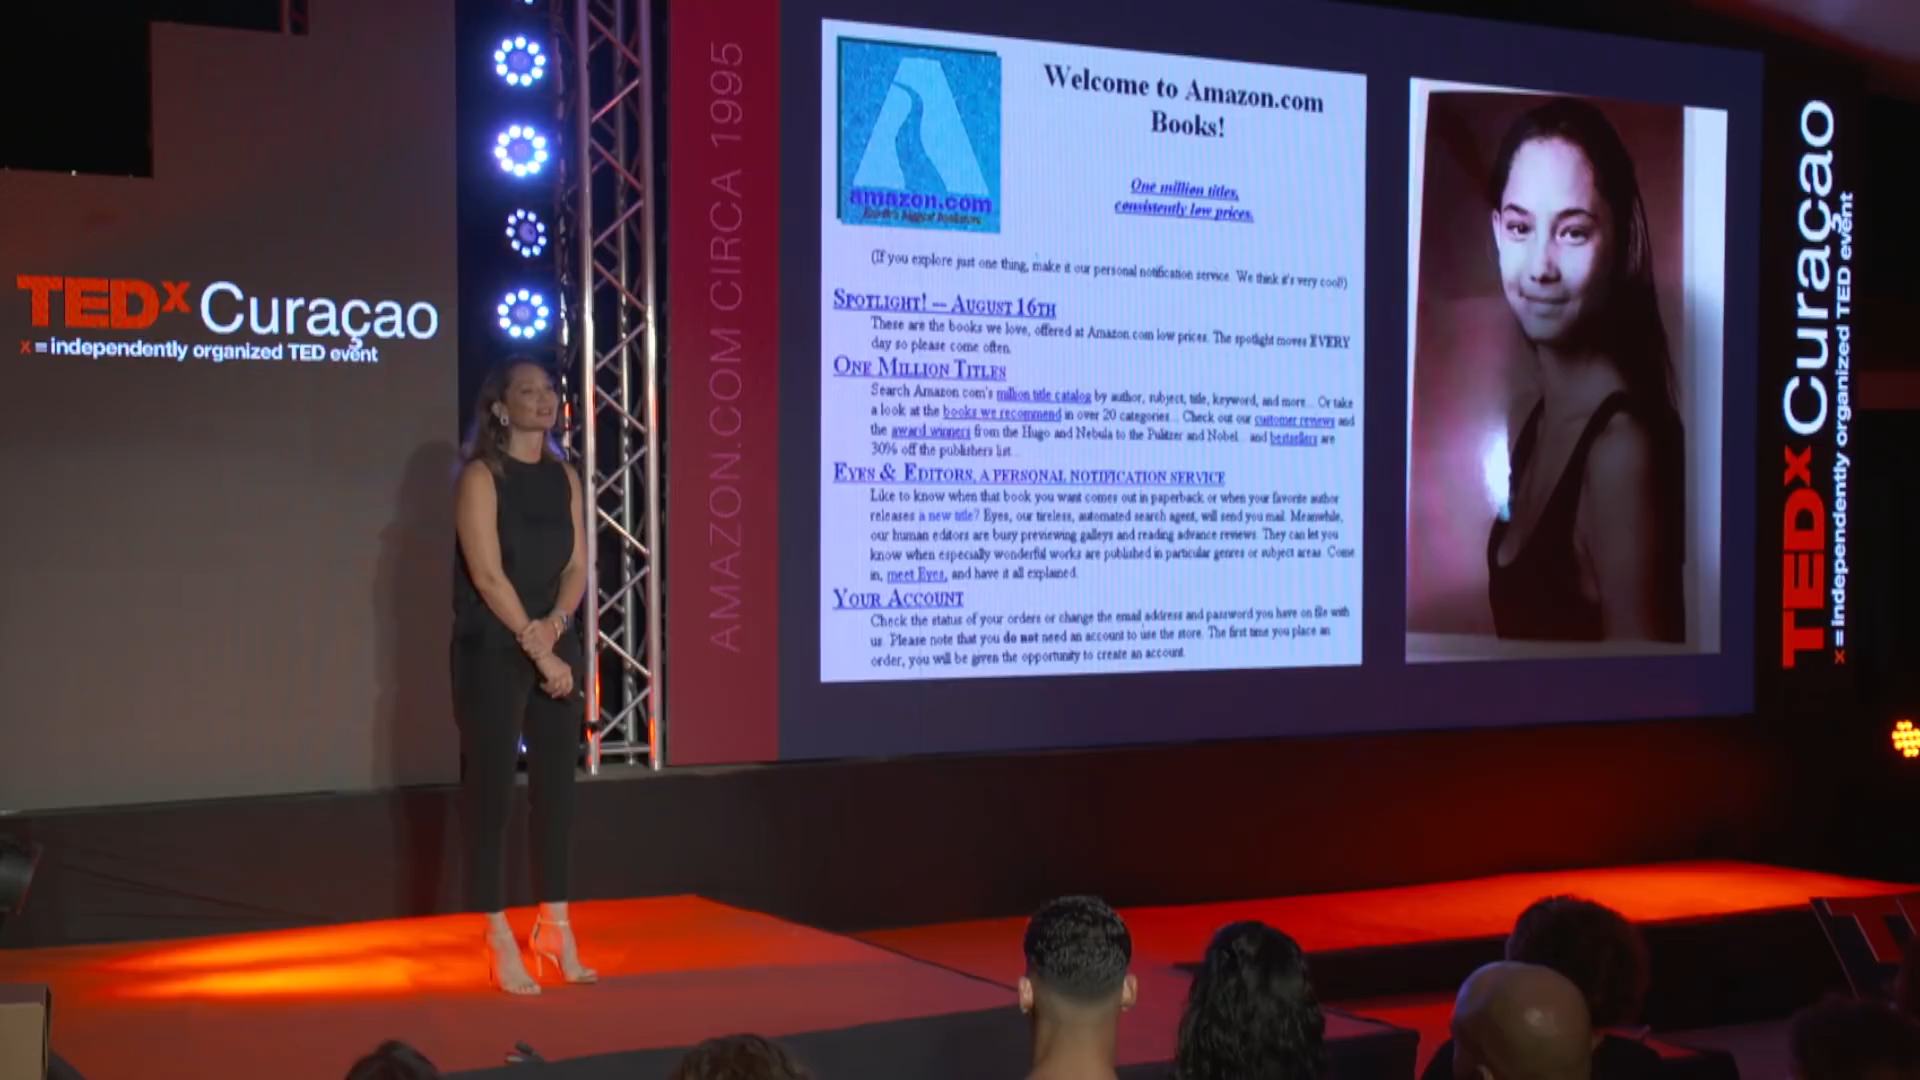 TEDx Curaçao
x = independently organized TED event
AMAZON.COM CIRCA 1995
amazon.com
Welcome to Amazon.com
Books!
One million titles,
consistently low prices.
(If you explore just one thing, make it our personal notification service. We think it's very cool!)
SPOTLIGHT! -- AUGUST 16TH
These are the books we love, offered at Amazon.com low prices. The spotlight moves EVERY
day so please come often.
ONE MILLION TITLES
Search Amazon.com's million title catalog by author, subject, title, keyword, and more... Or take
a look at the books we recommend in over 20 categories... Check out our customer reviews and
the award winners from the Hugo and Nebula to the Pulitzer and Nobel... and bestsellers are
30% off the publishers list...
EYES & EDITORS, A PERSONAL NOTIFICATION SERVICE
Like to know when that book you want comes out in paperback or when your favorite author
releases a new title? Eyes, our tireless, automated search agent, will send you mail. Meanwhile,
our human editors are busy previewing galleys and reading advance reviews. They can let you
know when especially wonderful works are published in particular genres or subject areas. Come
in, meet Eyes, and have it all explained.
YOUR ACCOUNT
Check the status of your orders or change the email address and password you have on file with
us. Please note that you do not need an account to use the store. The first time you place an
order, you will be given the opportunity to create an account.
TEDx Curaçao
x = independently organized TED event